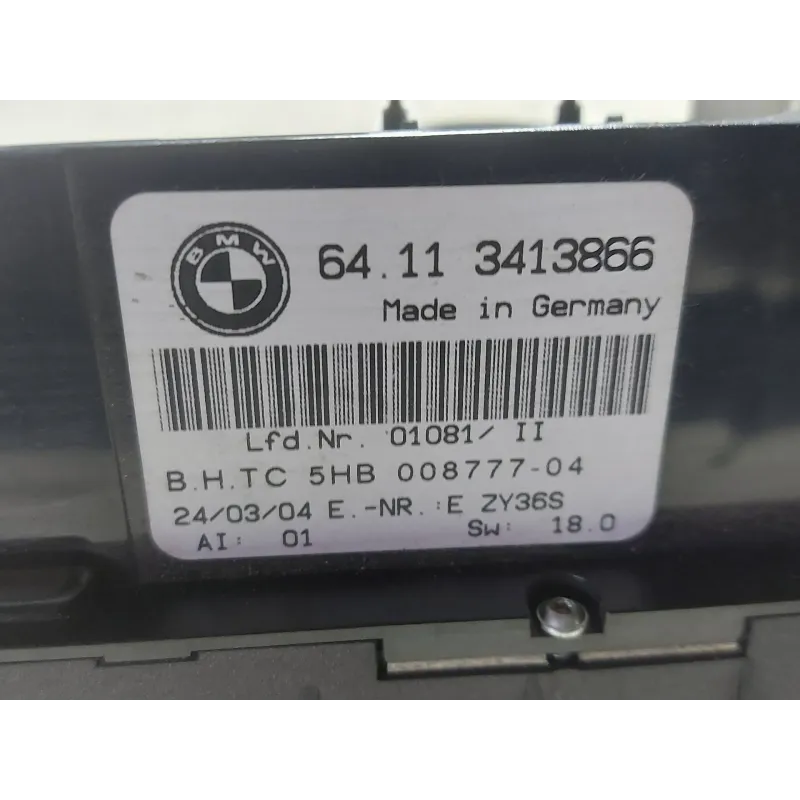 BMW
64.11 3413866
Made in Germany
Lfd.Nr. 01081/ II
B.H.TC 5HB 008777-04
24/03/04 E.-NR.:E ZY36S
AI: 01 Sw: 18.0